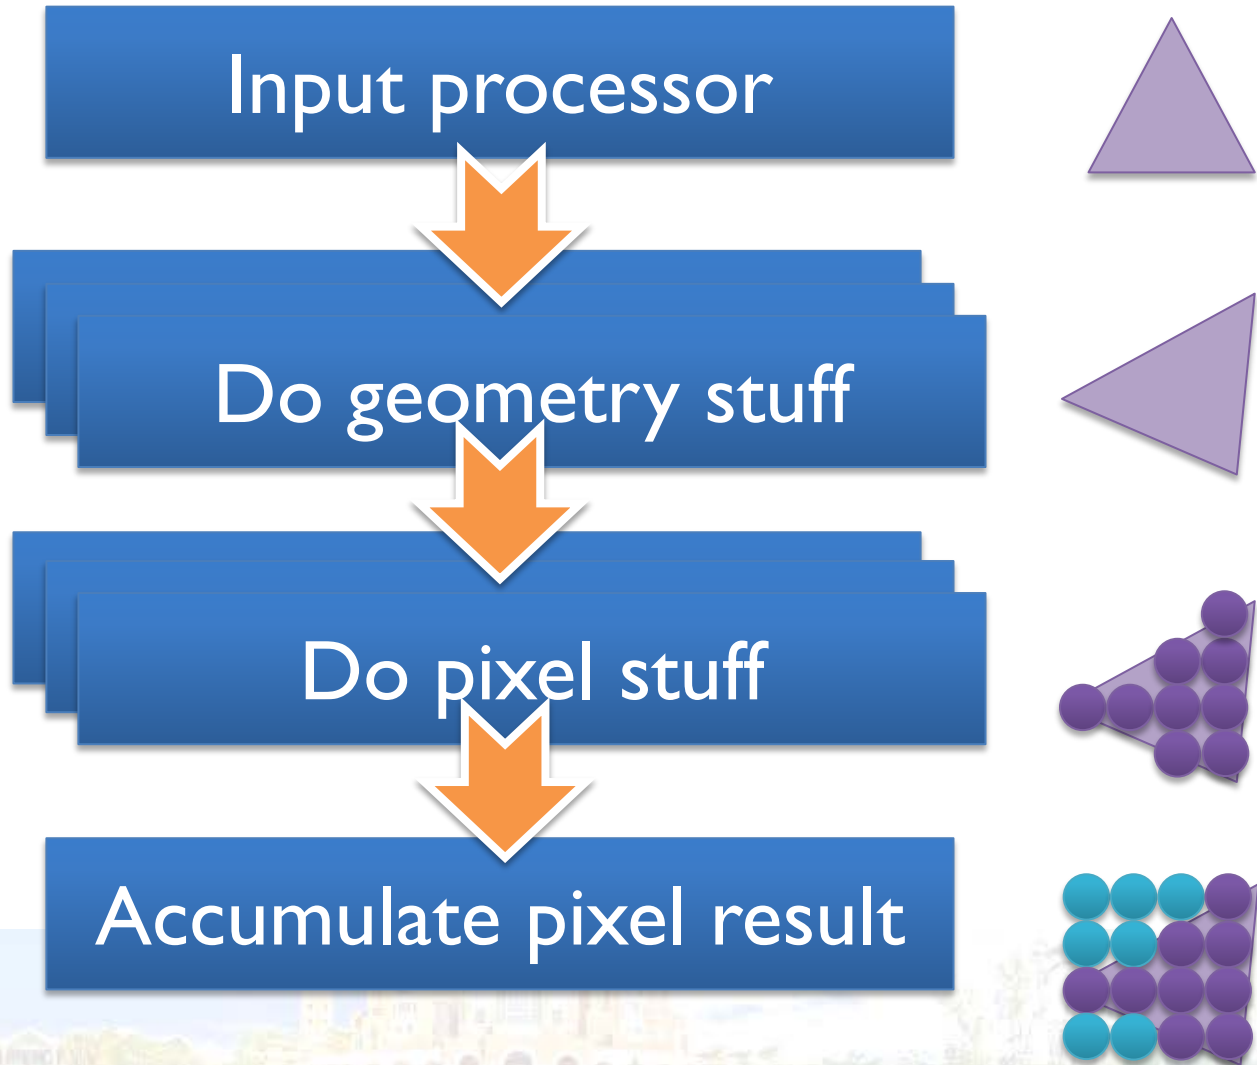 Input processor
Do geometry stuff
Do pixel stuff
Accumulate pixel result